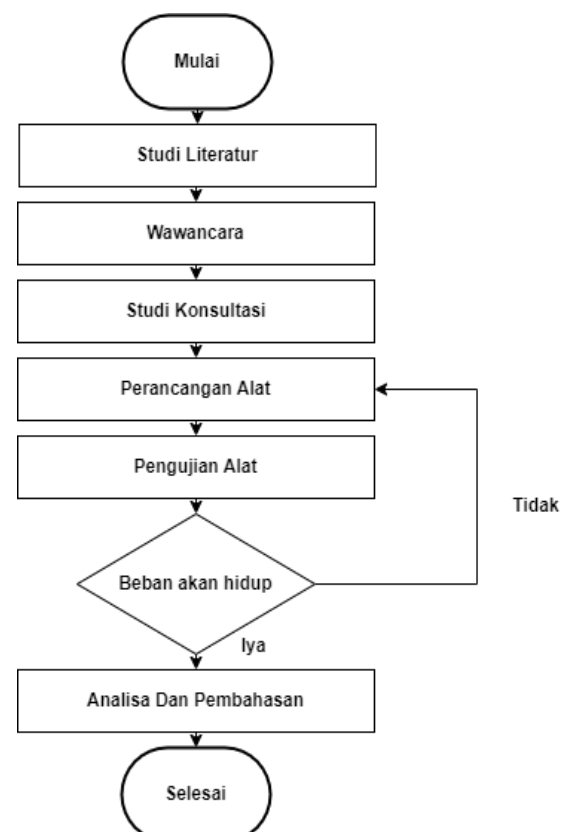 Mulai
Studi Literatur
Wawancara
Studi Konsultasi
Perancangan Alat
Pengujian Alat
Tidak
Beban akan hidup
Iya
Analisa Dan Pembahasan
Selesai